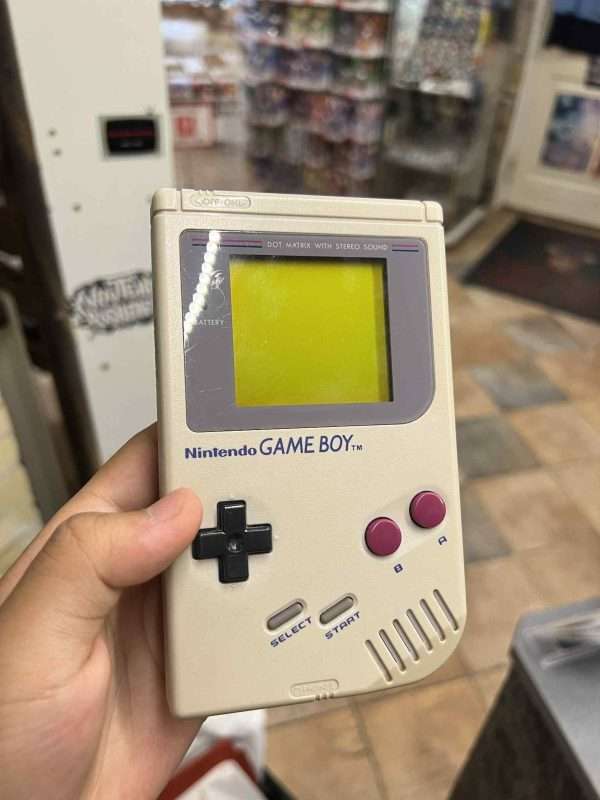 ◁OFF•ON▷
DOT MATRIX WITH STEREO SOUND
BATTERY
Nintendo GAME BOY™
B
A
SELECT
START